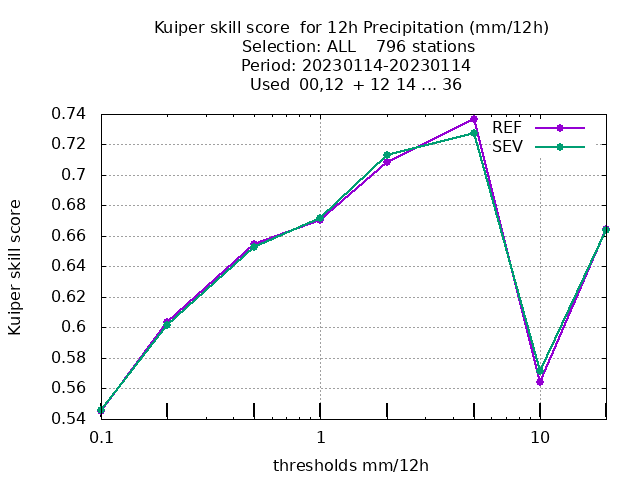 Kuiper skill score  for 12h Precipitation (mm/12h)
Selection: ALL    796 stations
Period: 20230114-20230114
Used  00,12  + 12 14 ... 36
0.74
0.72
0.7
0.68
0.66
0.64
0.62
0.6
0.58
0.56
0.54
Kuiper skill score
REF
SEV
0.1 1 10
thresholds mm/12h